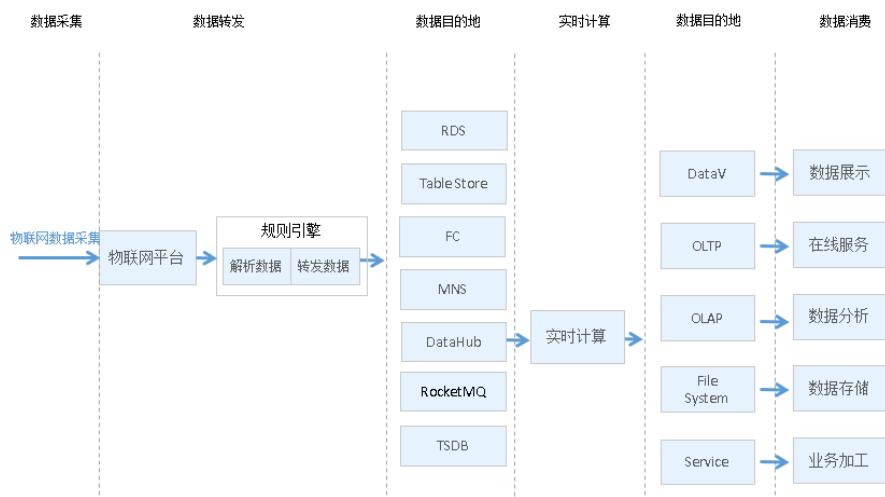 数据采集
数据转发
数据目的地
实时计算
数据目的地
数据消费
物联网数据采集
物联网平台
规则引擎
解析数据
转发数据
RDS
Table Store
FC
MNS
DataHub
RocketMQ
TSDB
实时计算
DataV
数据展示
OLTP
在线服务
OLAP
数据分析
File
System
数据存储
Service
业务加工